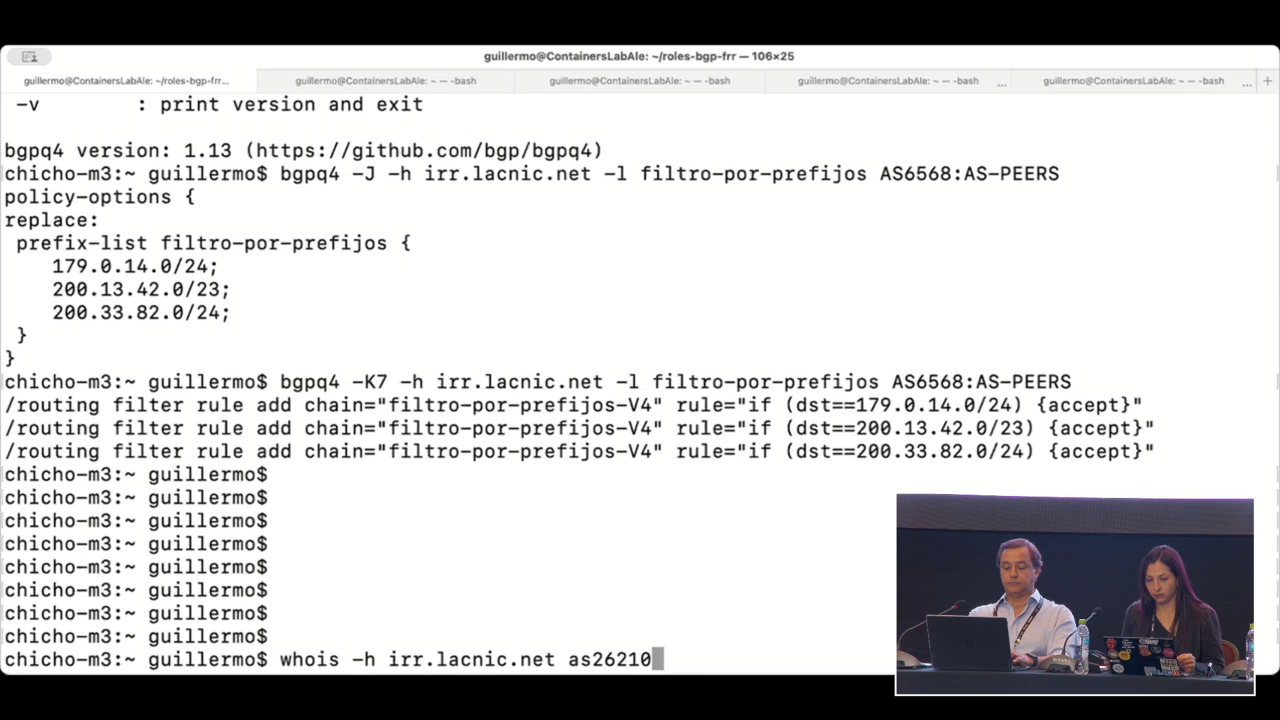 guillermo@ContainersLabAle: ~/roles-bgp-frr — 106×25
guillermo@ContainersLabAle: ~/roles-bgp-frr... guillermo@ContainersLabAle: ~ — -bash guillermo@ContainersLabAle: ~ — -bash guillermo@ContainersLabAle: ~ — -bash ... guillermo@ContainersLabAle: ~ — -bash ... +
-v : print version and exit
bgpq4 version: 1.13 (https://github.com/bgp/bgpq4)
chicho-m3:~ guillermo$ bgpq4 -J -h irr.lacnic.net -l filtro-por-prefijos AS6568:AS-PEERS
policy-options {
replace:
prefix-list filtro-por-prefijos {
179.0.14.0/24;
200.13.42.0/23;
200.33.82.0/24;
}
}
chicho-m3:~ guillermo$ bgpq4 -K7 -h irr.lacnic.net -l filtro-por-prefijos AS6568:AS-PEERS
/routing filter rule add chain="filtro-por-prefijos-V4" rule="if (dst==179.0.14.0/24) {accept}"
/routing filter rule add chain="filtro-por-prefijos-V4" rule="if (dst==200.13.42.0/23) {accept}"
/routing filter rule add chain="filtro-por-prefijos-V4" rule="if (dst==200.33.82.0/24) {accept}"
chicho-m3:~ guillermo$
chicho-m3:~ guillermo$
chicho-m3:~ guillermo$
chicho-m3:~ guillermo$
chicho-m3:~ guillermo$
chicho-m3:~ guillermo$
chicho-m3:~ guillermo$
chicho-m3:~ guillermo$
chicho-m3:~ guillermo$ whois -h irr.lacnic.net as26210